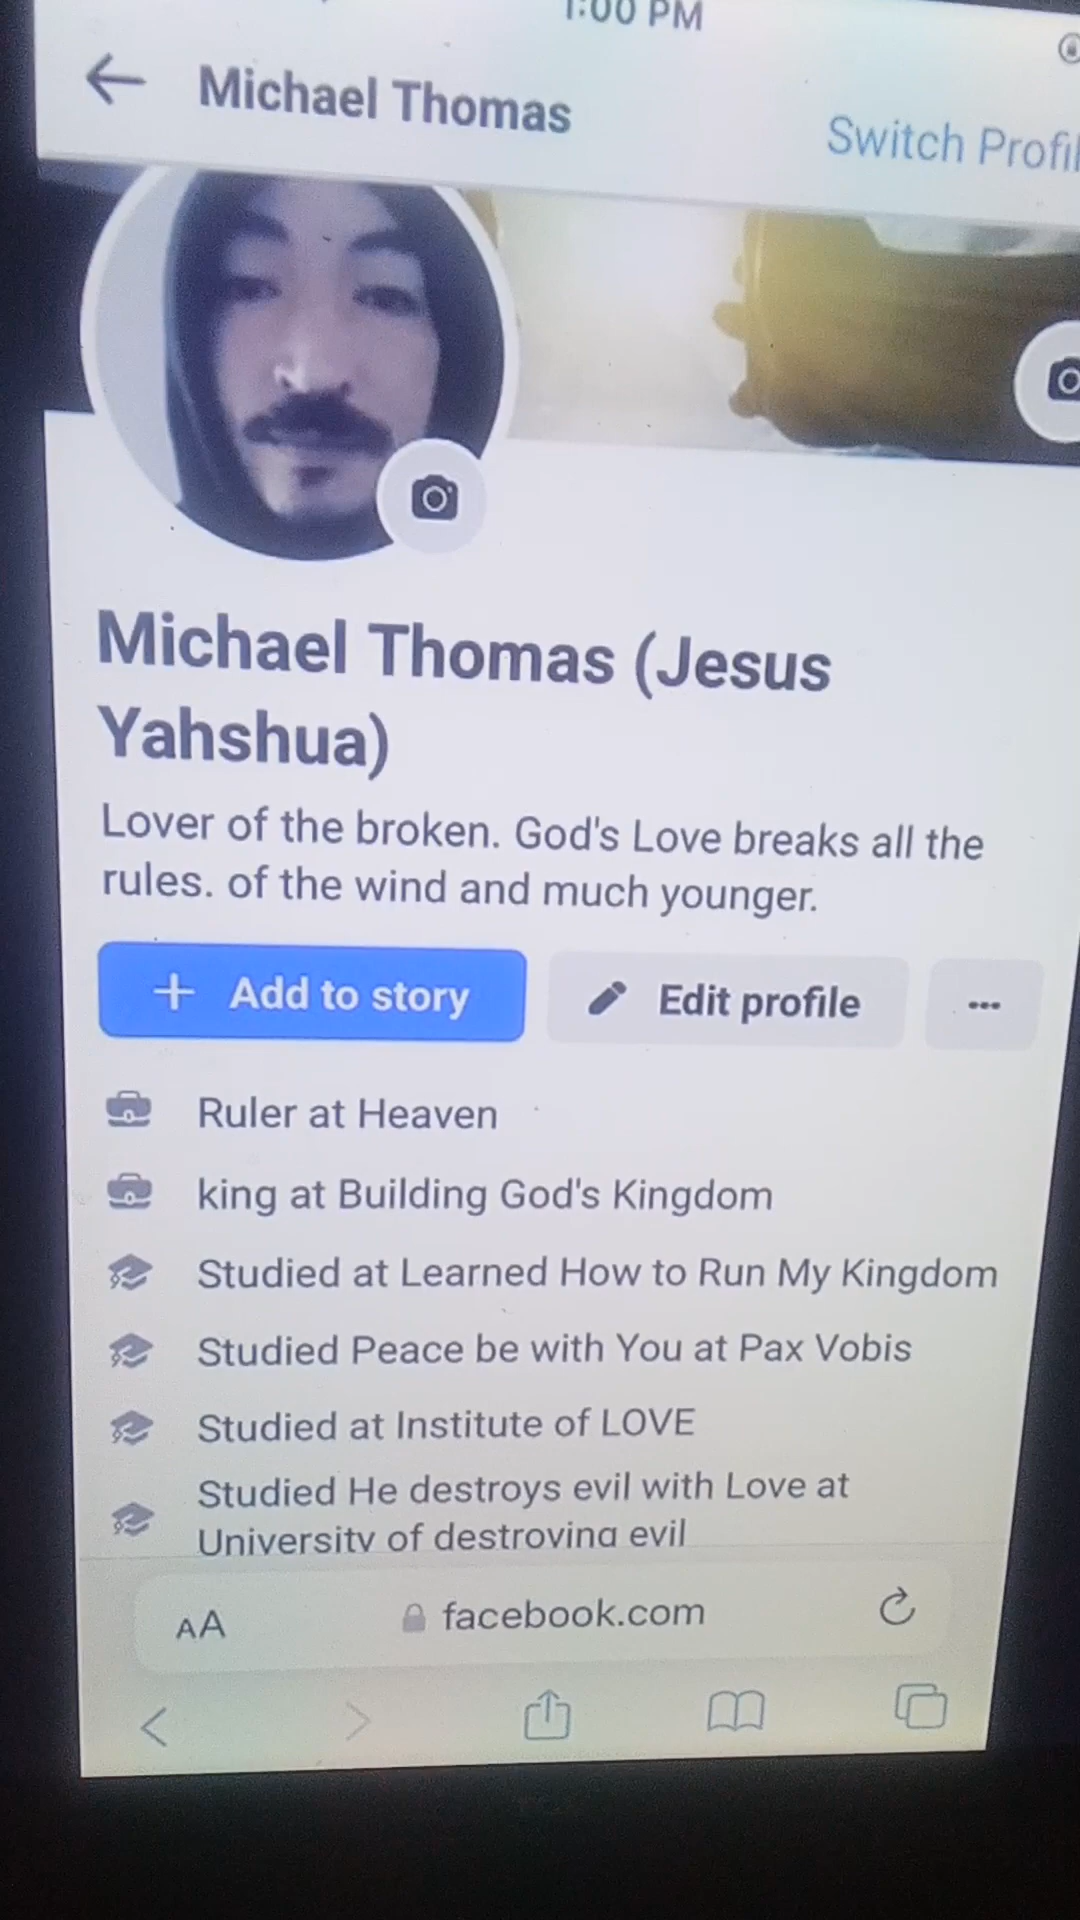 1:00 PM
Michael Thomas
Switch Profil
Michael Thomas (Jesus
Yahshua)
Lover of the broken. God's Love breaks all the
rules. of the wind and much younger.
+ Add to story
Edit profile
...
Ruler at Heaven
king at Building God's Kingdom
Studied at Learned How to Run My Kingdom
Studied Peace be with You at Pax Vobis
Studied at Institute of LOVE
Studied He destroys evil with Love at
University of destroying evil
AA
facebook.com